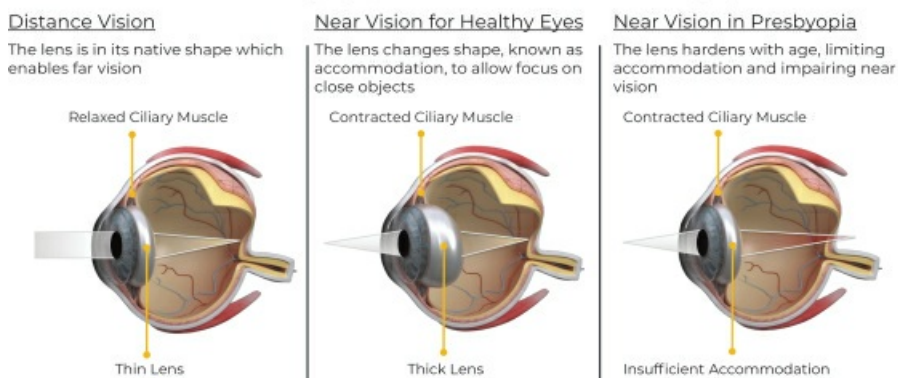 Distance Vision
The lens is in its native shape which
enables far vision
Relaxed Ciliary Muscle
Thin Lens
Near Vision for Healthy Eyes
The lens changes shape, known as
accommodation, to allow focus on
close objects
Contracted Ciliary Muscle
Thick Lens
Near Vision in Presbyopia
The lens hardens with age, limiting
accommodation and impairing near
vision
Contracted Ciliary Muscle
Insufficient Accommodation